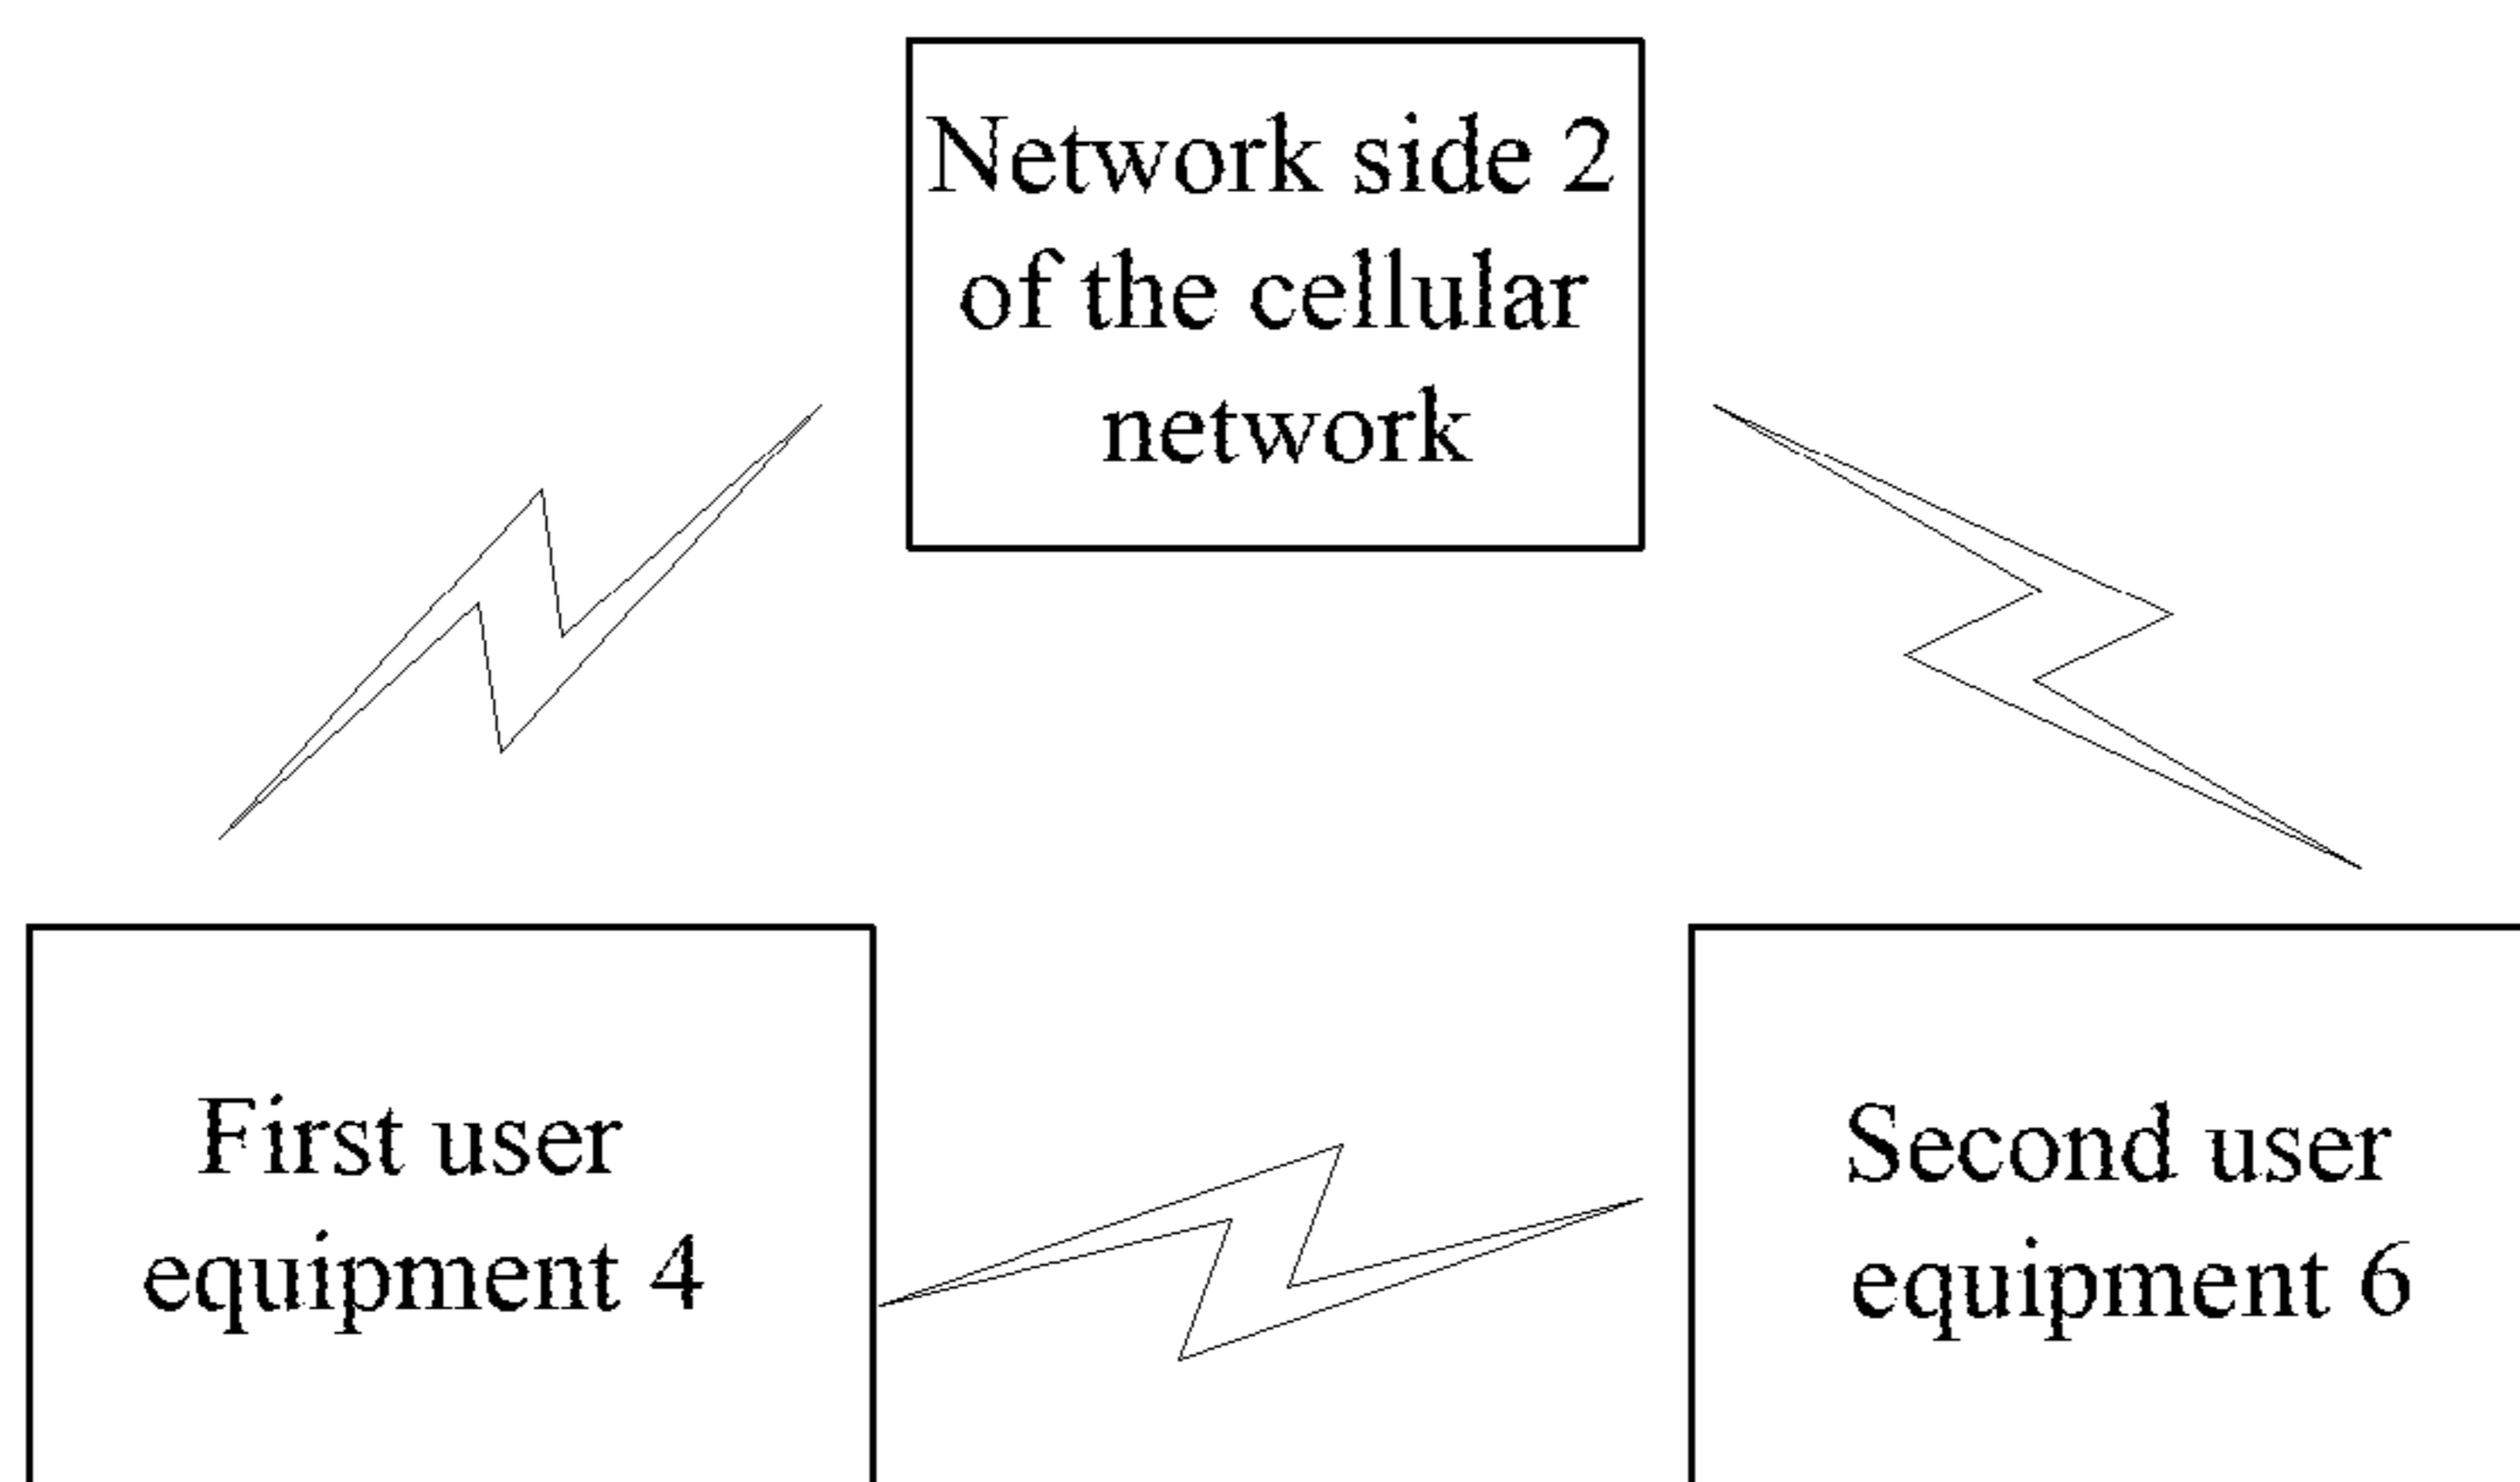 Network side 2
of the cellular
network
First user
equipment 4
Second user
equipment 6